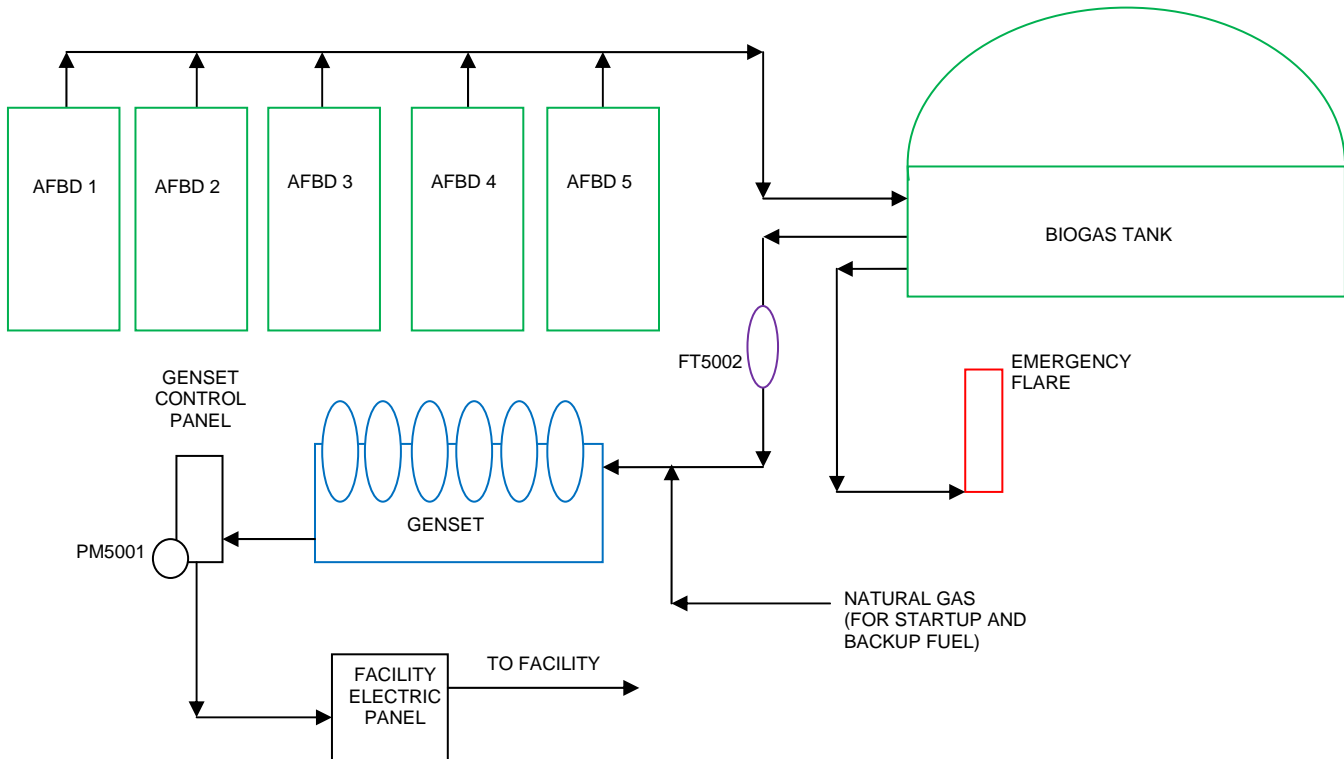 AFBD 1
AFBD 2
AFBD 3
AFBD 4
AFBD 5
BIOGAS TANK
FT5002
EMERGENCY
FLARE
GENSET
CONTROL
PANEL
GENSET
PM5001
NATURAL GAS
(FOR STARTUP AND
BACKUP FUEL)
FACILITY
ELECTRIC
PANEL
TO FACILITY